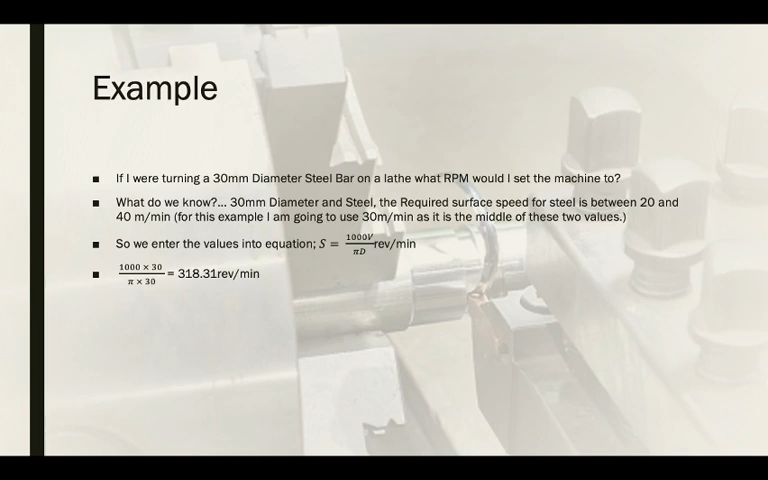 Example
If I were turning a 30mm Diameter Steel Bar on a lathe what RPM would I set the machine to?
What do we know?... 30mm Diameter and Steel, the Required surface speed for steel is between 20 and
40 m/min (for this example I am going to use 30m/min as it is the middle of these two values.)
So we enter the values into equation; S = 1000V/πD rev/min
1000 × 30/π × 30 = 318.31rev/min